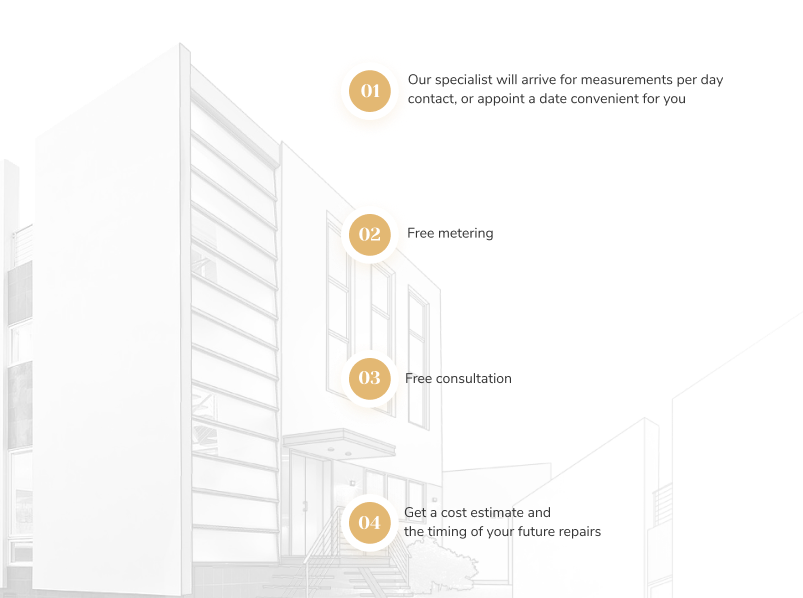 01
Our specialist will arrive for measurements per day
contact, or appoint a date convenient for you
02
Free metering
03
Free consultation
04
Get a cost estimate and
the timing of your future repairs